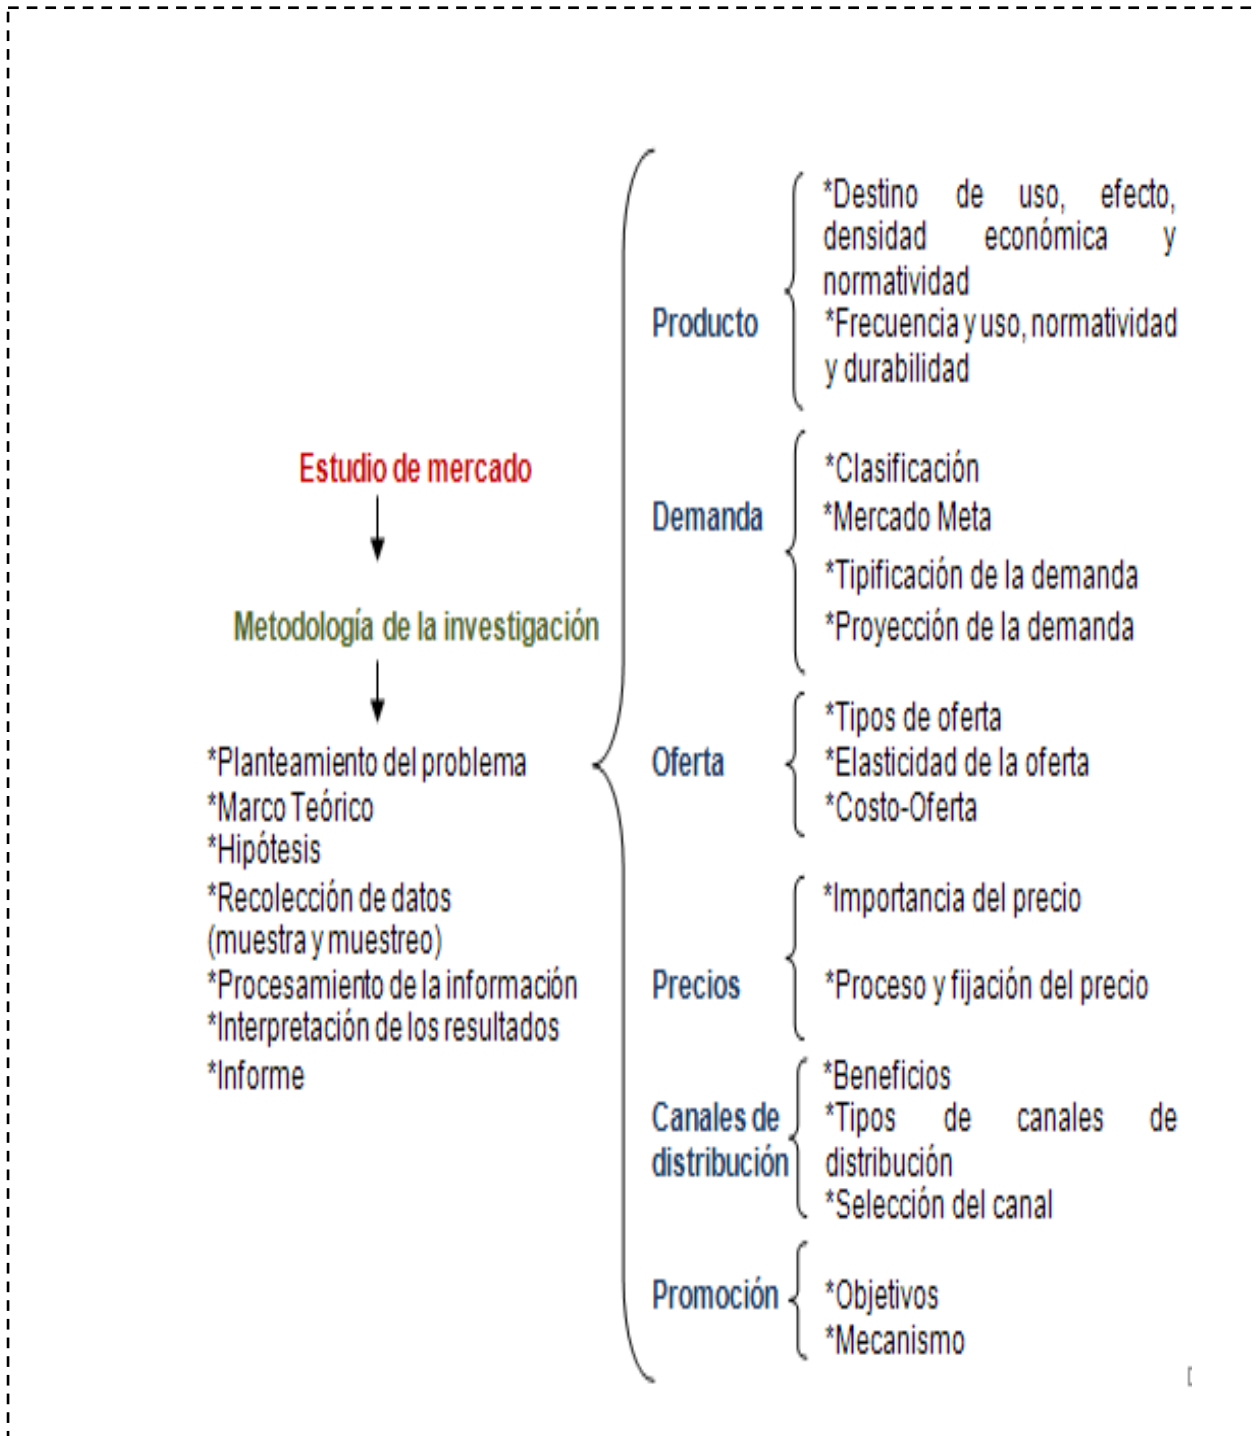 Estudio de mercado
Metodología de la investigación
*Planteamiento del problema
*Marco Teórico
*Hipótesis
*Recolección de datos
(muestra y muestreo)
*Procesamiento de la información
*Interpretación de los resultados
*Informe
Producto
*Destino de uso, efecto,
densidad económica y
normatividad
*Frecuencia y uso, normatividad
y durabilidad
Demanda
*Clasificación
*Mercado Meta
*Tipificación de la demanda
*Proyección de la demanda
Oferta
*Tipos de oferta
*Elasticidad de la oferta
*Costo-Oferta
Precios
*Importancia del precio
*Proceso y fijación del precio
Canales de
distribución
*Beneficios
*Tipos de canales de
distribución
*Selección del canal
Promoción
*Objetivos
*Mecanismo